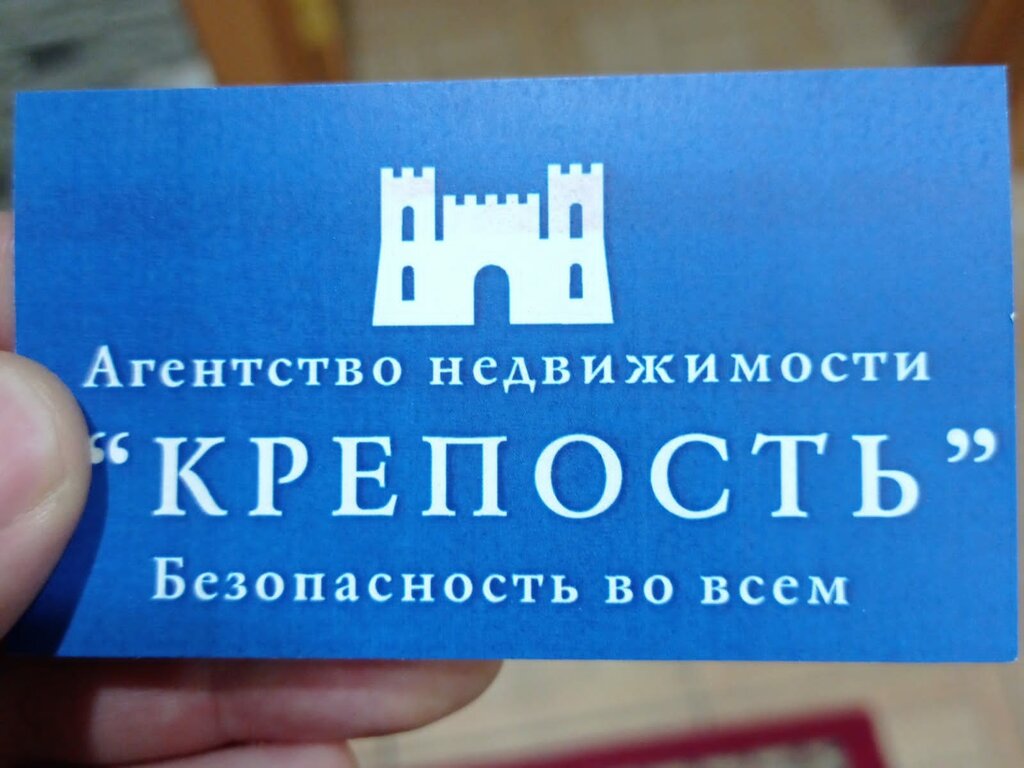 Агентство недвижимости
“КРЕПОСТЬ”
Безопасность во всем